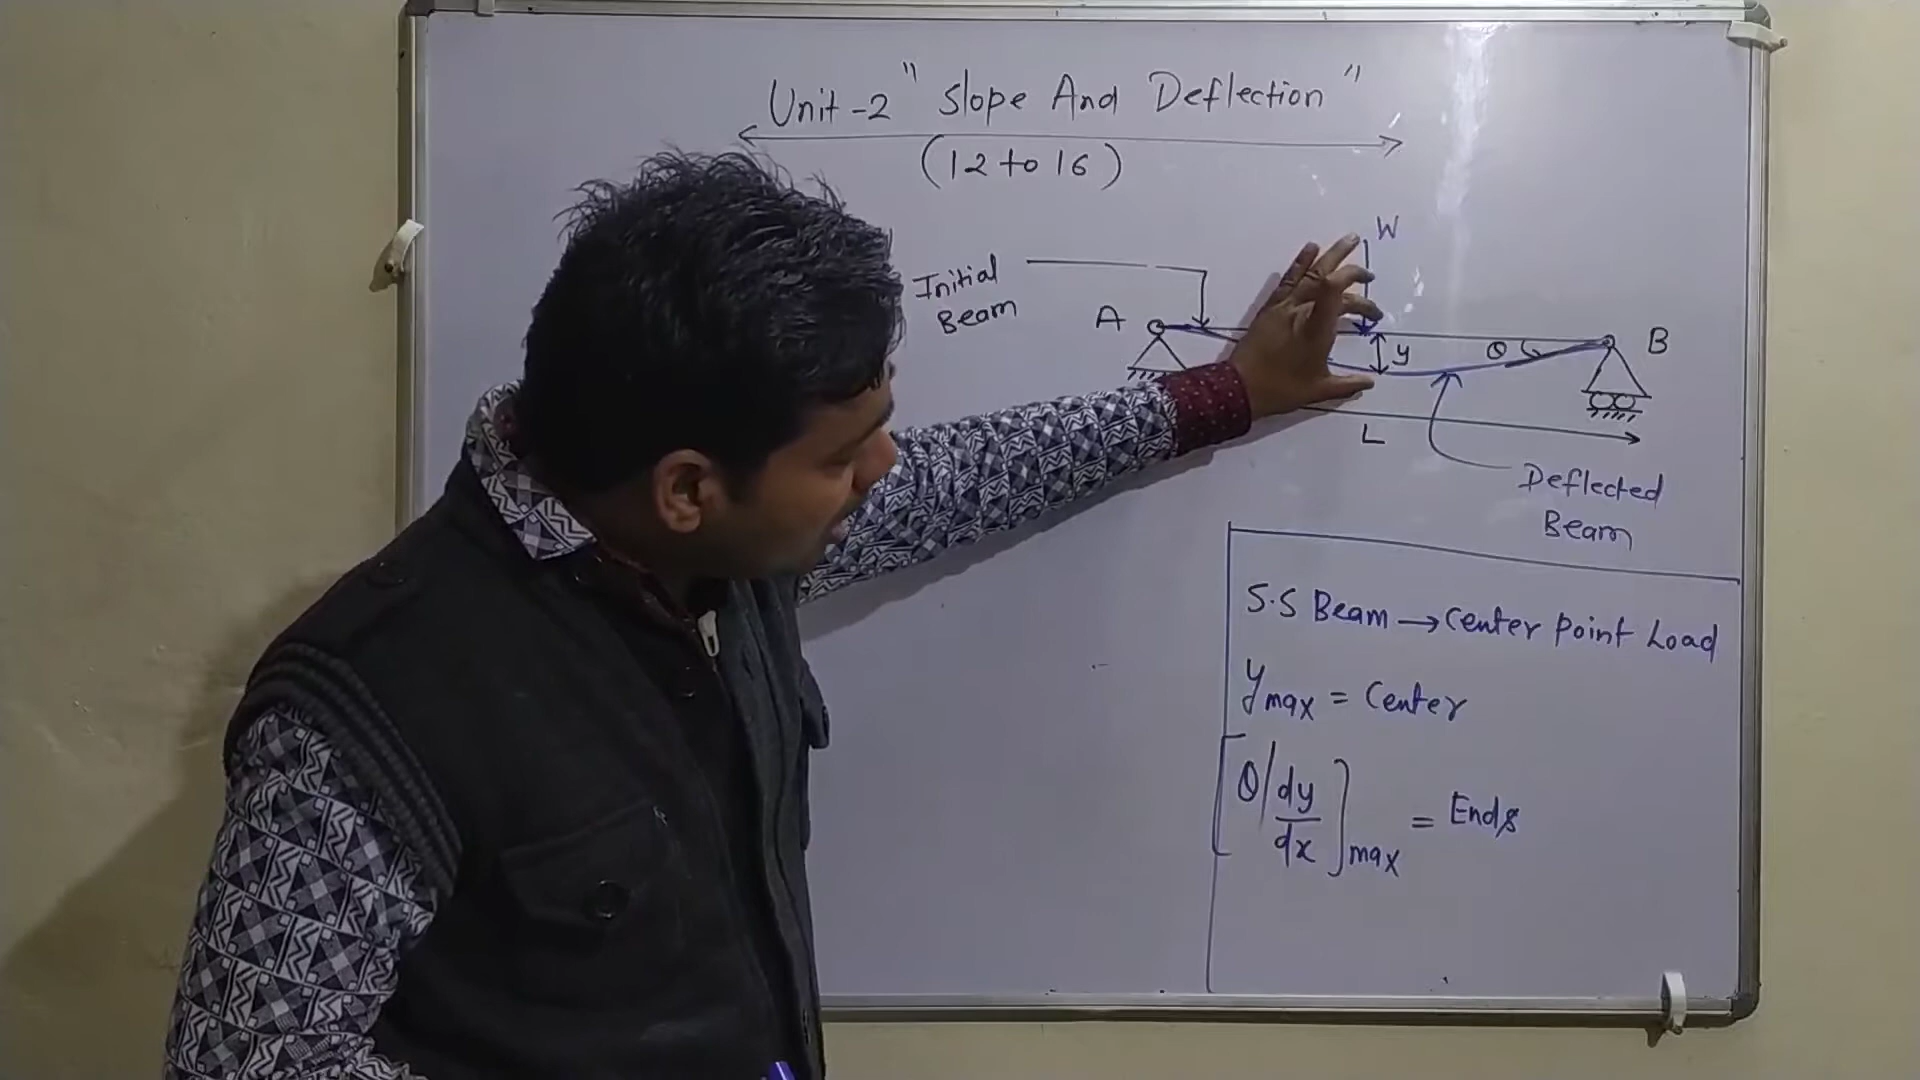 Unit-2 "Slope And Deflection"
(12 to 16)
W
Initial
Beam
A
y
θ
B
L
Deflected
Beam
S.S Beam → Center Point Load
ymax = Center
[θ/dy/dx]max = Ends